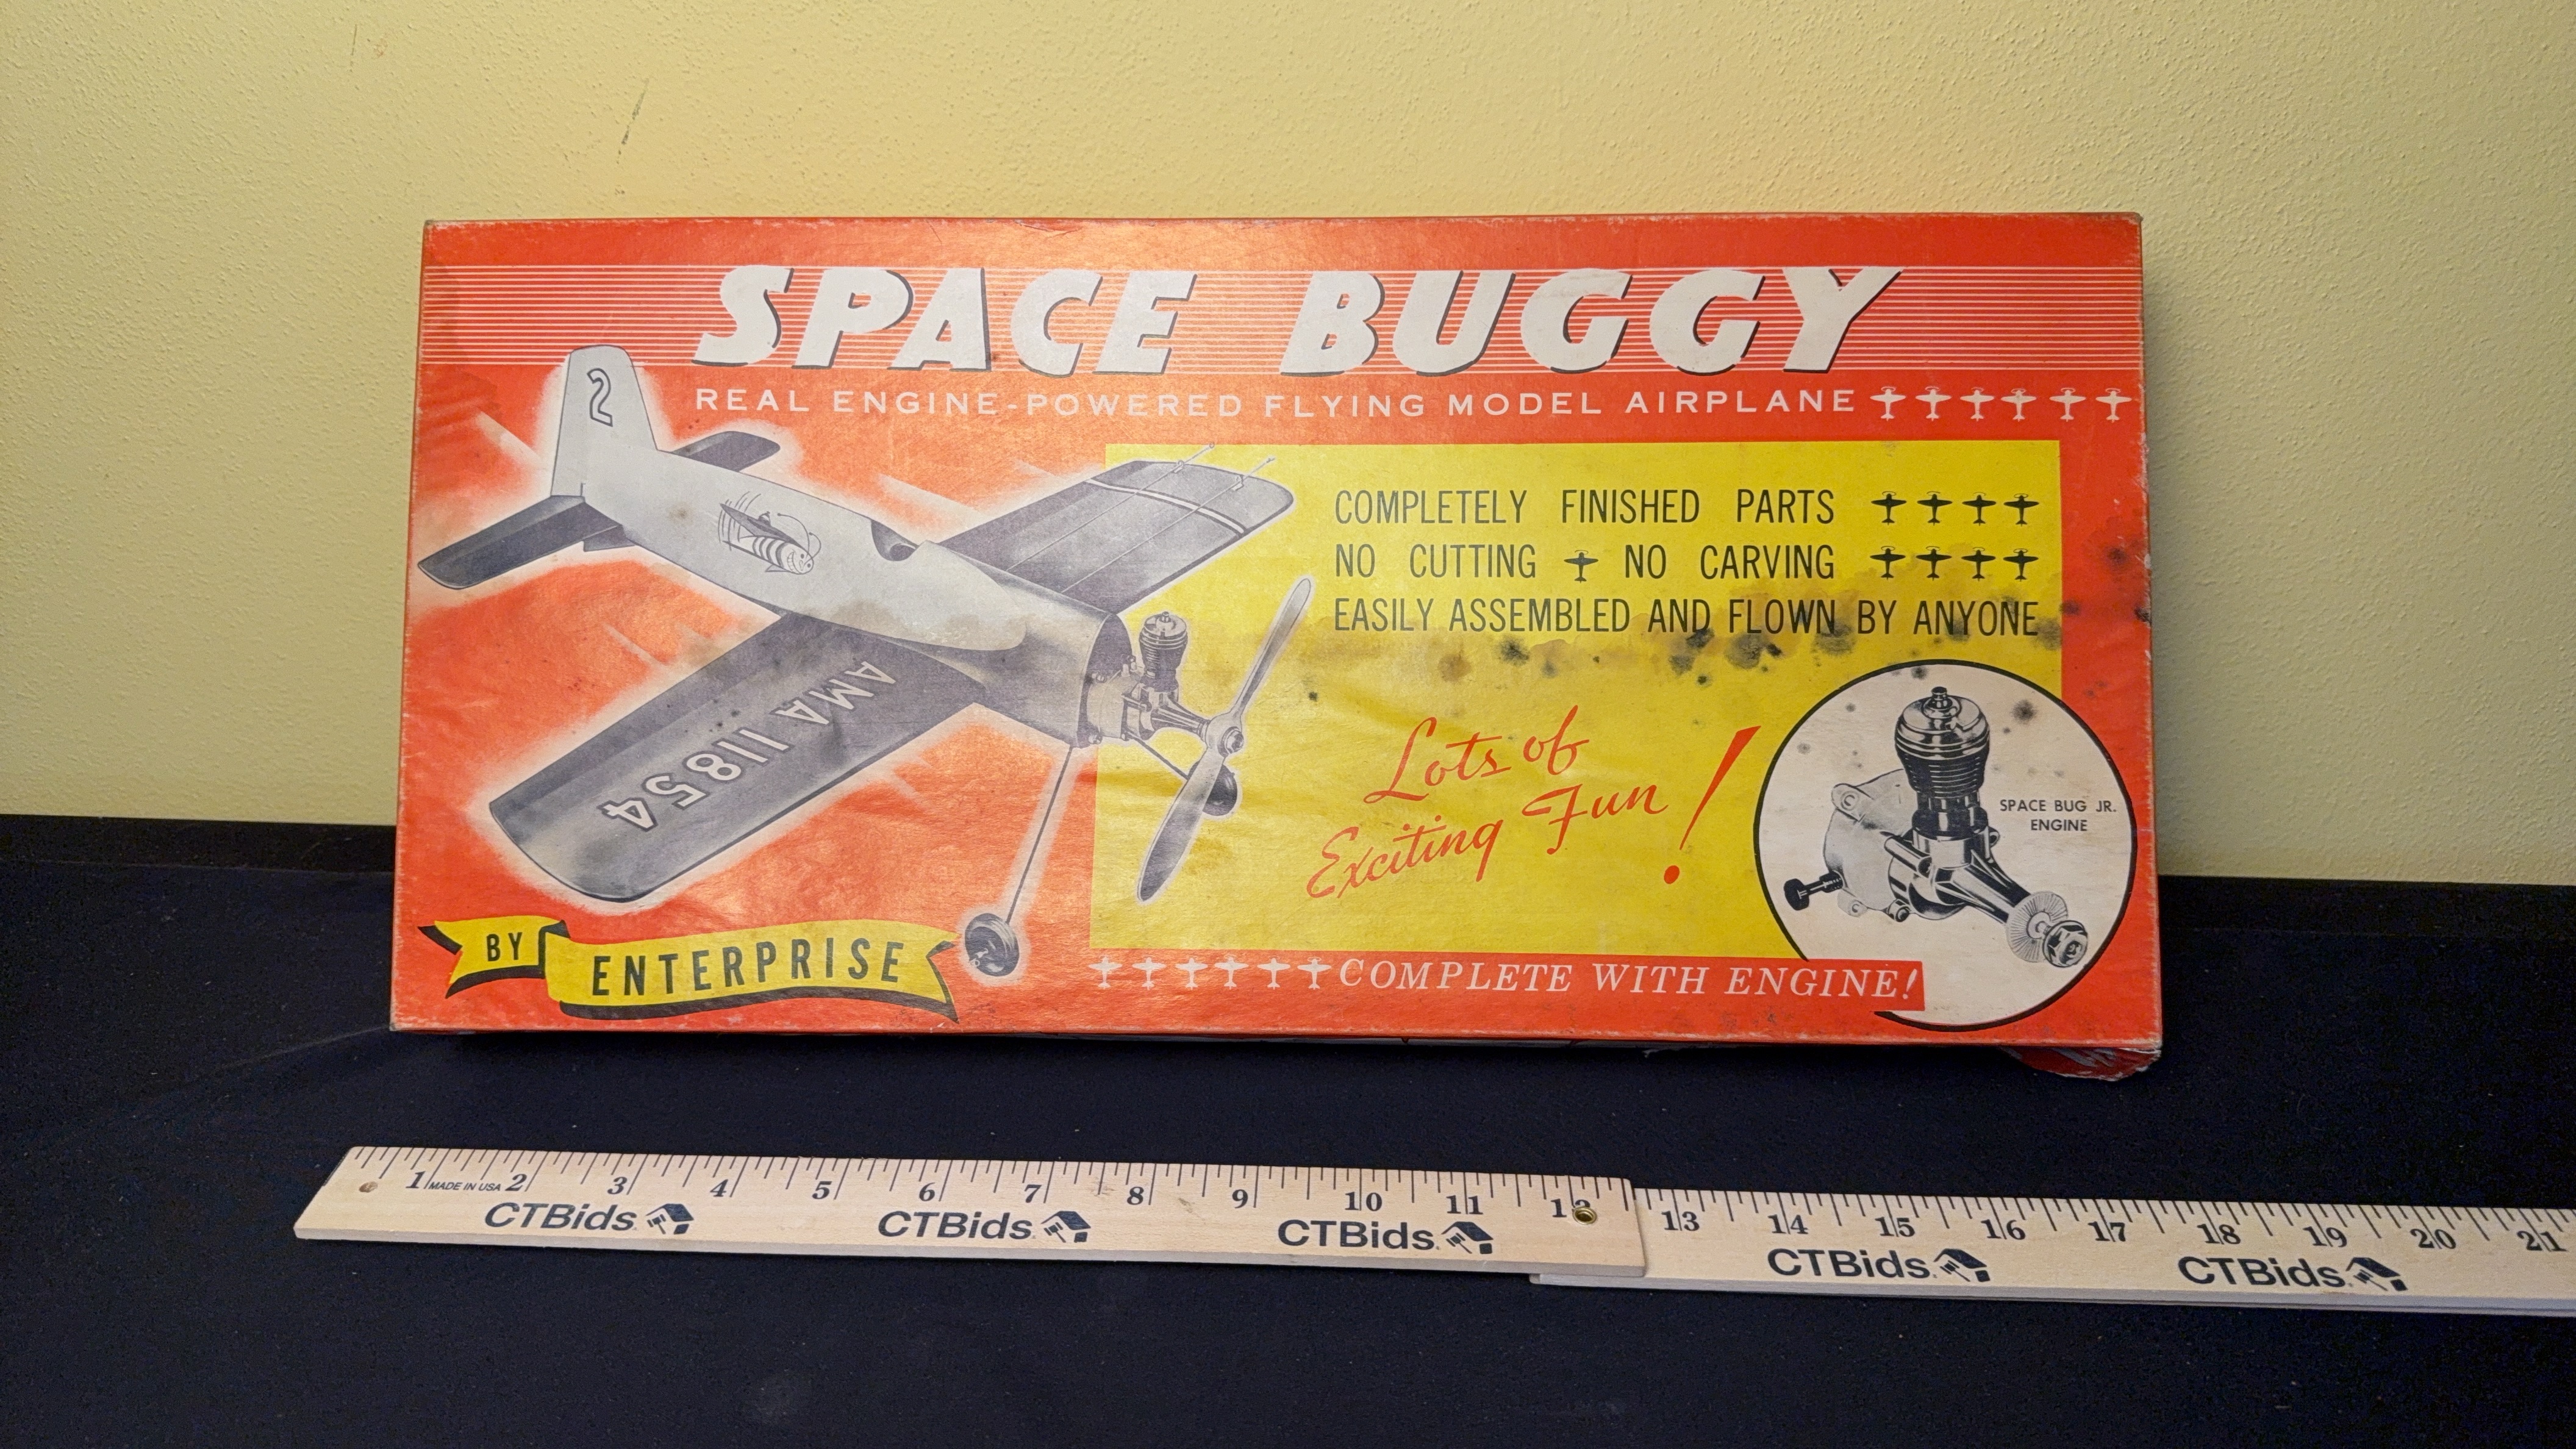 SPACE BUGGY
REAL ENGINE-POWERED FLYING MODEL AIRPLANE
2
COMPLETELY FINISHED PARTS
NO CUTTING NO CARVING
EASILY ASSEMBLED AND FLOWN BY ANYONE
AMA 11854
Lots of
Exciting Fun!
SPACE BUG JR.
ENGINE
BY ENTERPRISE
COMPLETE WITH ENGINE!
1 MADE IN USA 2 3 4 5 6 7 8 9 10 11 12 13 14 15 16 17 18 19 20 21
CTBids CTBids CTBids CTBids CTBids